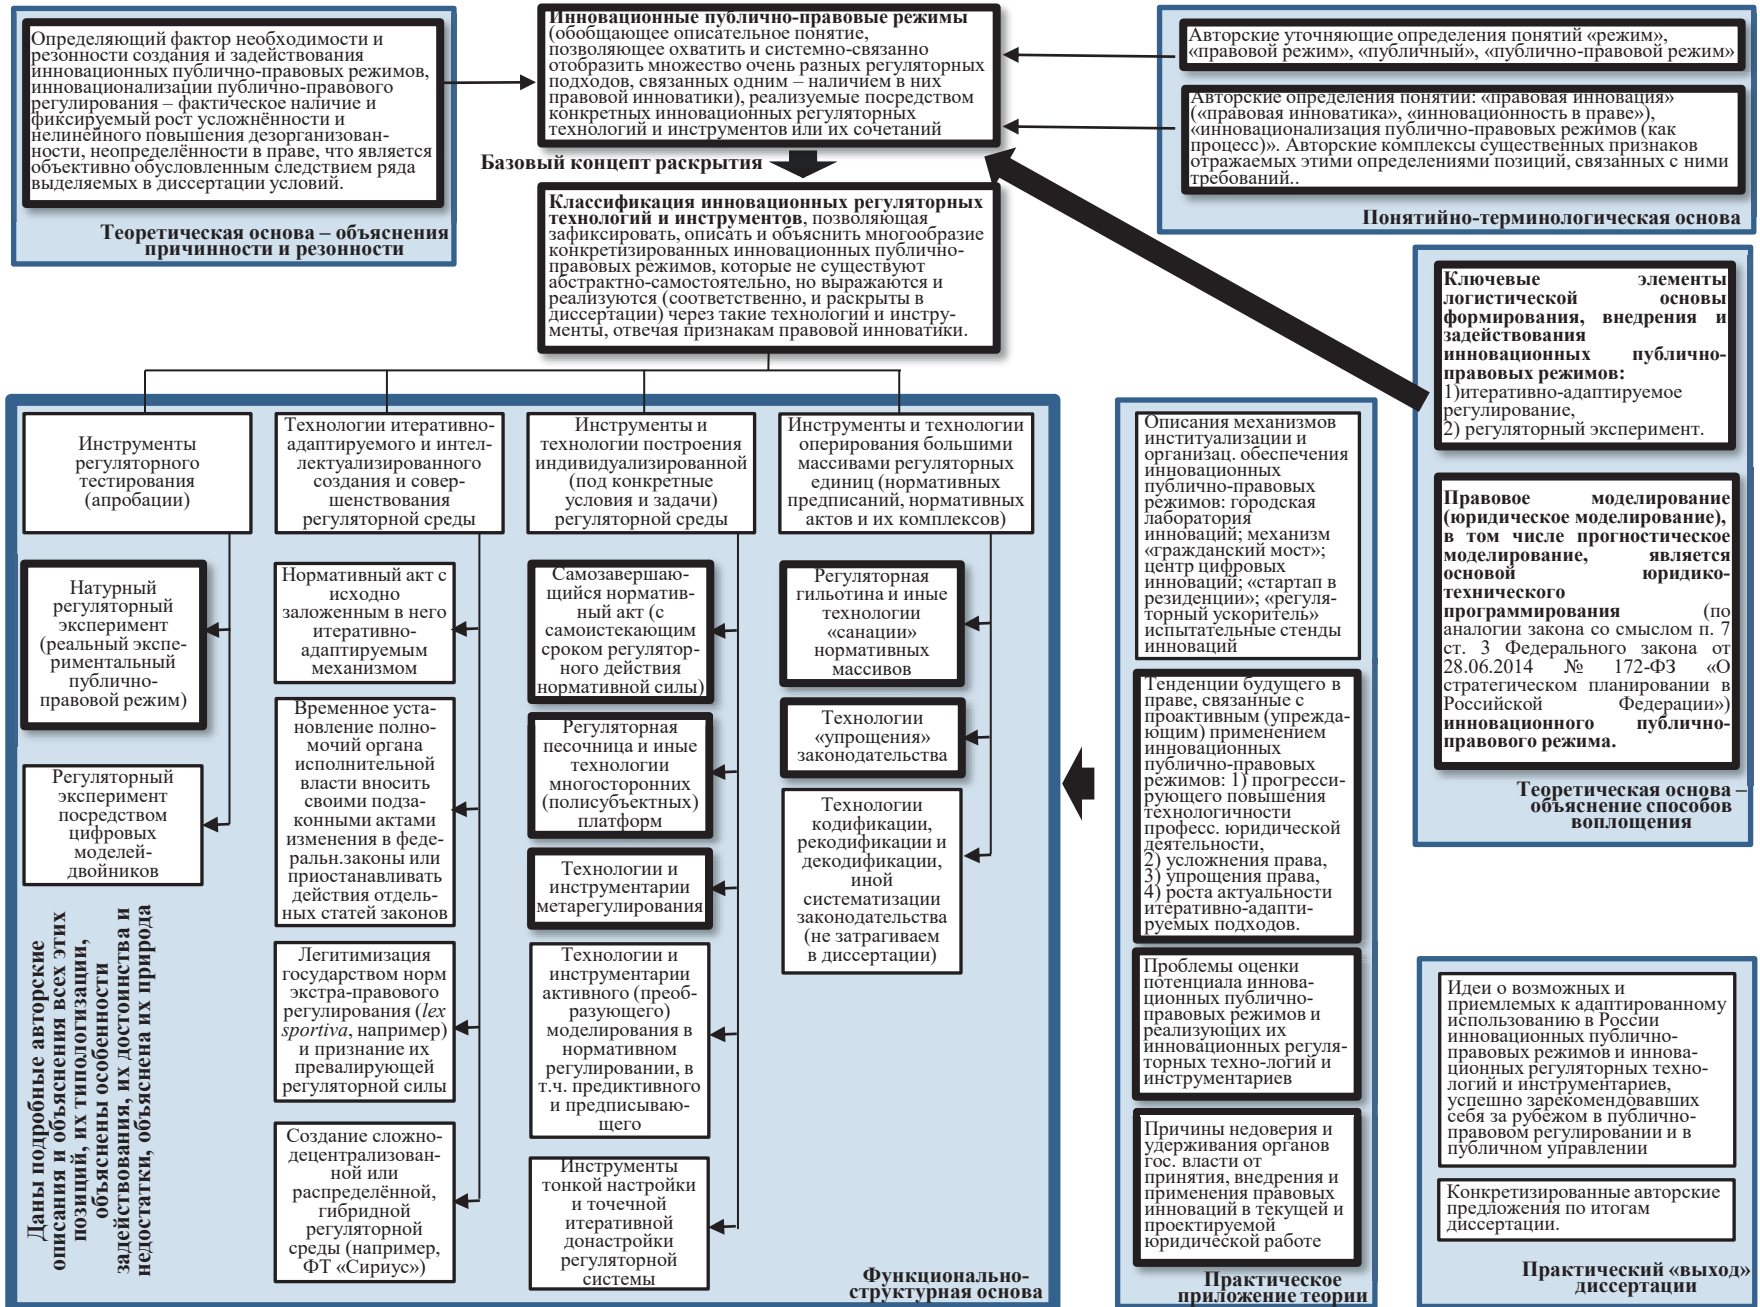 Определяющий фактор необходимости и
резонности создания и задействования
инновационных публично-правовых режимов,
инновационализации публично-правового
регулирования – фактическое наличие и
фиксируемый рост усложнённости и
нелинейного повышения дезорганизован-
ности, неопределённости в праве, что является
объективно обусловленным следствием ряда
выделяемых в диссертации условий.
Теоретическая основа – объяснения
причинности и резонности
Инновационные публично-правовые режимы
(обобщающее описательное понятие,
позволяющее охватить и системно-связанно
отобразить множество очень разных регуляторных
подходов, связанных одним – наличием в них
правовой инноватики), реализуемые посредством
конкретных инновационных регуляторных
технологий и инструментов или их сочетаний
Базовый концепт раскрытия
Классификация инновационных регуляторных
технологий и инструментов, позволяющая
зафиксировать, описать и объяснить многообразие
конкретизированных инновационных публично-
правовых режимов, которые не существуют
абстрактно-самостоятельно, но выражаются и
реализуются (соответственно, и раскрыты в
диссертации) через такие технологии и инстру-
менты, отвечая признакам правовой инноватики.
Авторские уточняющие определения понятий «режим»,
«правовой режим», «публичный», «публично-правовой режим»
Авторские определения понятий: «правовая инновация»
(«правовая инноватика», «инновационность в праве»),
«инновационализация публично-правовых режимов (как
процесс)». Авторские комплексы существенных признаков
отражаемых этими определениями позиций, связанных с ними
требований..
Понятийно-терминологическая основа
Ключевые элементы
логистической основы
формирования, внедрения и
задействования
инновационных публично-
правовых режимов:
1)итеративно-адаптируемое
регулирование,
2) регуляторный эксперимент.
Правовое моделирование
(юридическое моделирование),
в том числе прогностическое
моделирование, является
основой юридико-
технического
программирования (по
аналогии закона со смыслом п. 7
ст. 3 Федерального закона от
28.06.2014 № 172-ФЗ «О
стратегическом планировании в
Российской Федерации»)
инновационного публично-
правового режима.
Теоретическая основа –
объяснение способов
воплощения
Инструменты
регуляторного
тестирования
(апробации)
Натурный
регуляторный
эксперимент
(реальный экспе-
риментальный
публично-
правовой режим)
Регуляторный
эксперимент
посредством
цифровых
моделей-
двойников
Даны подробные авторские
описания и объяснения всех этих
позиций, их типологизации,
объяснены особенности
задействования, их достоинства и
недостатки, объяснена их природа
Технологии итеративно-
адаптируемого и интел-
лектуализированного
создания и совер-
шенствования
регуляторной среды
Нормативный акт с
исходно
заложенным в него
итеративно-
адаптируемым
механизмом
Временное уста-
новление полно-
мочий органа
исполнительной
власти вносить
своими подза-
конными актами
изменения в феде-
ральн.законы или
приостанавливать
действия отдель-
ных статей законов
Легитимизация
государством норм
экстра-правового
регулирования (lex
sportiva, например)
и признание их
превалирующей
регуляторной силы
Создание сложно-
децентрализован-
ной или
распределённой,
гибридной
регуляторной
среды (например,
ФТ «Сириус»)
Инструменты и
технологии построения
индивидуализированной
(под конкретные
условия и задачи)
регуляторной среды
Самозавершаю-
щийся норматив-
ный акт (с
самоистекающим
сроком регулятор-
ного действия
нормативной силы)
Регуляторная
песочница и иные
технологии
многосторонних
(полисубъектных)
платформ
Технологии и
инструментарии
метарегулирования
Технологии и
инструментарии
активного (преоб-
разующего)
моделирования в
нормативном
регулировании, в
т.ч. предиктивного
и предписываю-
щего
Инструменты
тонкой настройки
и точечной
итеративной
донастройки
регуляторной
системы
Инструменты и технологии
оперирования большими
массивами регуляторных
единиц (нормативных
предписаний, нормативных
актов и их комплексов)
Регуляторная
гильотина и иные
технологии
«санации»
нормативных
массивов
Технологии
«упрощения»
законодательства
Технологии
кодификации,
рекодификации и
декодификации,
иной
систематизации
законодательства
(не затрагиваем
в диссертации)
Функционально-
структурная основа
Описания механизмов
институализации и
организац. обеспечения
инновационных
публично-правовых
режимов: городская
лаборатория
инноваций; механизм
«гражданский мост»;
центр цифровых
инноваций; «стартап в
резиденции»; «регуля-
торный ускоритель»
испытательные стенды
инноваций
Тенденции будущего в
праве, связанные с
проактивным (упрежда-
ющим) применением
инновационных
публично-правовых
режимов: 1) прогресси-
рующего повышения
технологичности
професс. юридической
деятельности,
2) усложнения права,
3) упрощения права,
4) роста актуальности
итеративно-адапти-
руемых подходов.
Проблемы оценки
потенциала иннова-
ционных публично-
правовых режимов и
реализующих их
инновационных регуля-
торных техно-логий и
инструментариев
Причины недоверия и
удерживания органов
гос. власти от
принятия, внедрения и
применения правовых
инноваций в текущей и
проектируемой
юридической работе
Практическое
приложение теории
Идеи о возможных и
приемлемых к адаптированному
использованию в России
инновационных публично-
правовых режимов и иннова-
ционных регуляторных техно-
логий и инструментариев,
успешно зарекомендовавших
себя за рубежом в публично-
правовом регулировании и в
публичном управлении
Конкретизированные авторские
предложения по итогам
диссертации.
Практический «выход»
диссертации